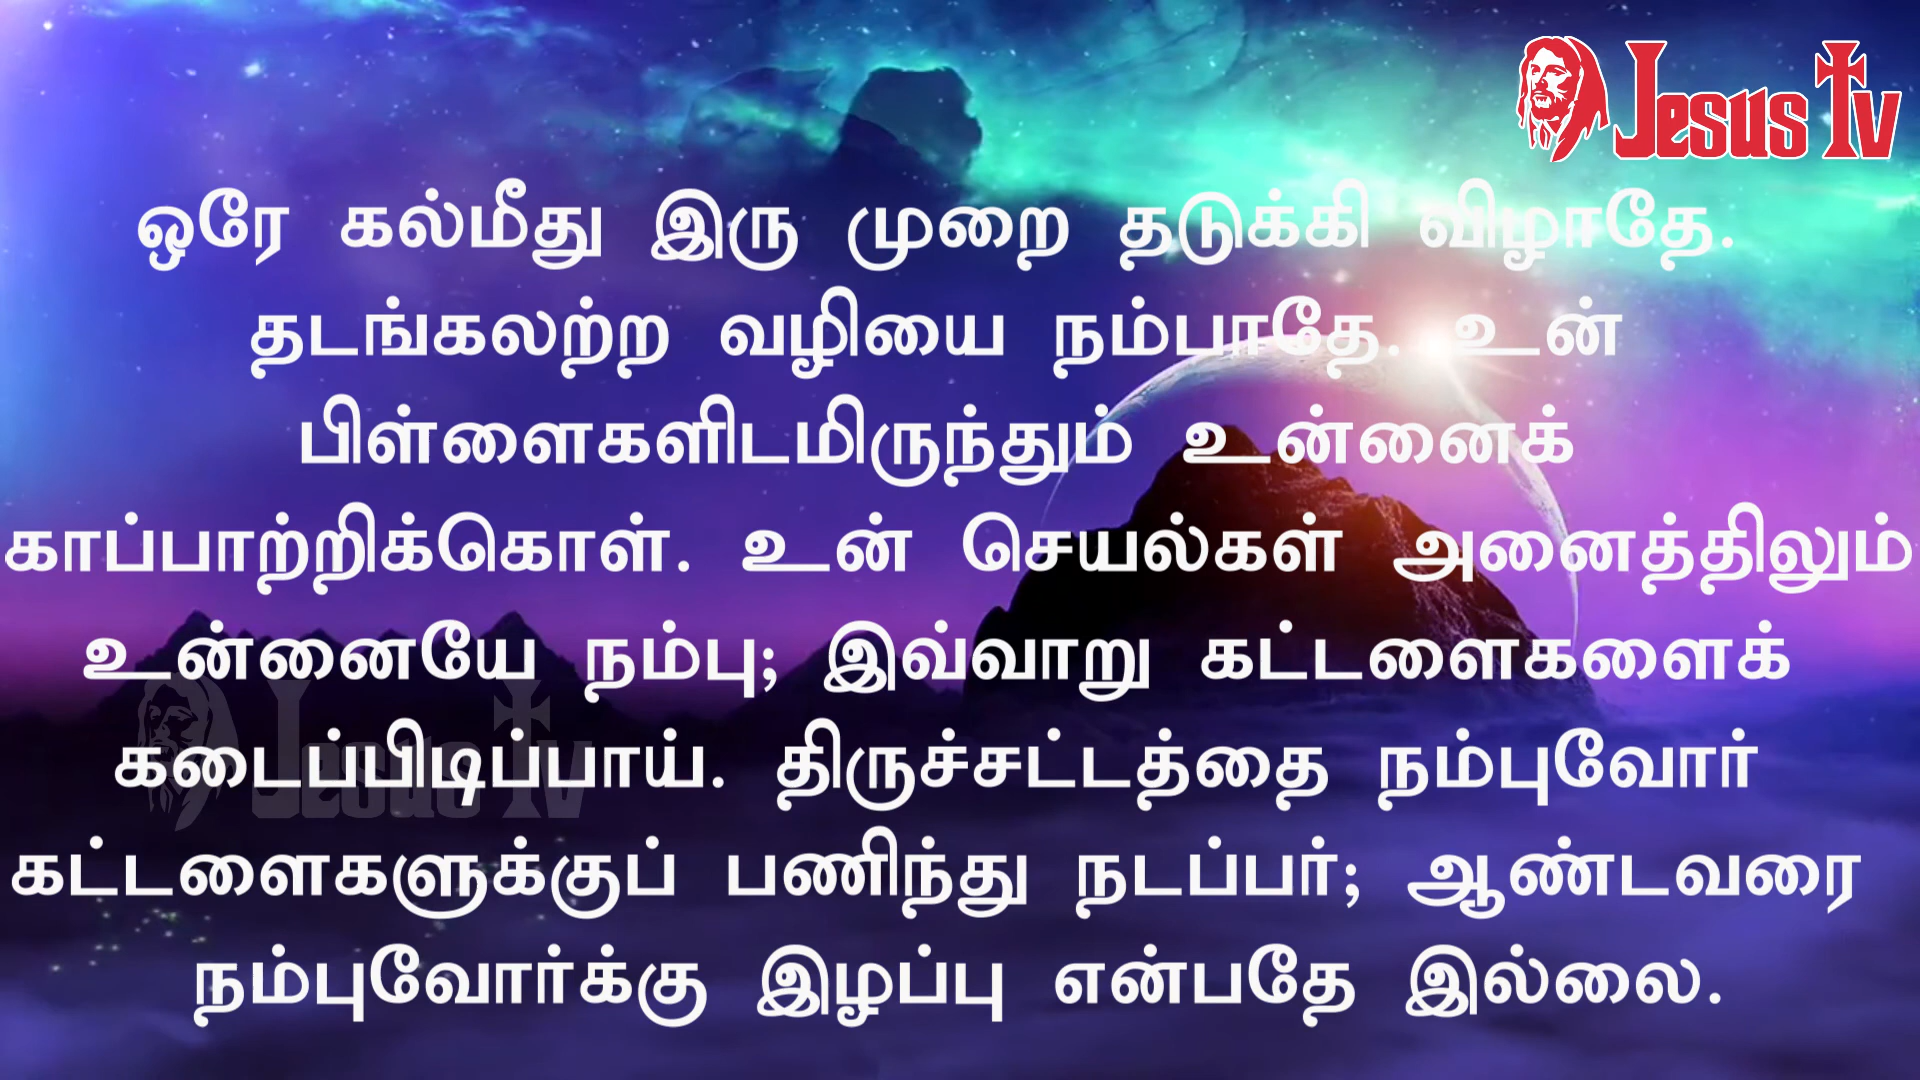 Jesus Tv
ஒரே கல்மீது இரு முறை தடுக்கி விழாதே.
தடங்கலற்ற வழியை நம்பாதே. உன்
பிள்ளைகளிடமிருந்தும் உன்னைக்
காப்பாற்றிக்கொள். உன் செயல்கள் அனைத்திலும்
உன்னையே நம்பு; இவ்வாறு கட்டளைகளைக்
கடைப்பிடிப்பாய். திருச்சட்டத்தை நம்புவோர்
கட்டளைகளுக்குப் பணிந்து நடப்பர்; ஆண்டவரை
நம்புவோர்க்கு இழப்பு என்பதே இல்லை.
Jesus Tv